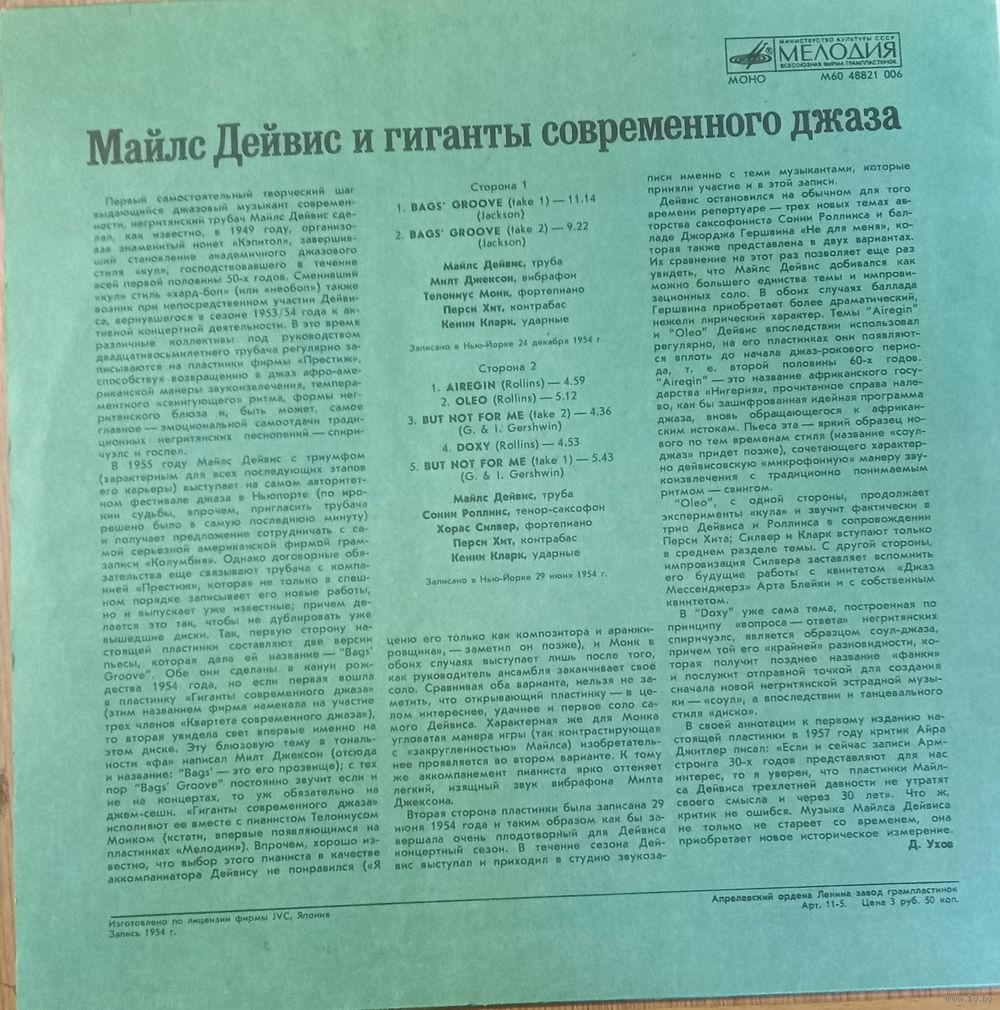 МИНИСТЕРСТВО КУЛЬТУРЫ СССР
МЕЛОДИЯ
ВСЕСОЮЗНАЯ ФИРМА ГРАМПЛАСТИНОК
МОНО М60 48821 006
Майлс Дейвис и гиганты современного джаза
Первый самостоятельный творческий шаг
выдающийся джазовый музыкант современ-
ности, негритянский трубач Майлс Дейвис сде-
лал, как известно, в 1949 году, организо-
вав знаменитый нонет «Кэпитол», завершив-
ший становление академичного джазового
стиля «кул», господствовавшего в течение
всей первой половины 50-х годов. Сменивший
«кул» стиль «хард-боп» (или «необоп») также
возник при непосредственном участии Дейви-
са, вернувшегося в сезоне 1953/54 года к ак-
тивной концертной деятельности. В это время
различные коллективы под руководством
двадцативосьмилетнего трубача регулярно за-
писываются на пластинки фирмы «Престиж»,
способствуя возвращению в джаз афро-аме-
риканской манеры звукоизвлечения, темпера-
ментного «свингующего» ритма, формы нег-
ритянского блюза и, быть может, самое
главное — эмоциональной самоотдачи тради-
ционных негритянских песнопений — спири-
чуэлс и госпел.
В 1955 году Майлс Дейвис с триумфом
(характерным для всех последующих этапов
его карьеры) выступает на самом авторитет-
ном фестивале джаза в Ньюпорте (по иро-
нии судьбы, впрочем, пригласить трубача
решено было в самую последнюю минуту)
и получает предложение сотрудничать с са-
мой серьезной американской фирмой грам-
записи «Колумбия». Однако договорные обя-
зательства еще связывают трубача с компа-
нией «Престиж», которая не только в спеш-
ном порядке записывает его новые работы,
но и выпускает уже известные; причем де-
лается это так, чтобы не дублировать уже
вышедшие диски. Так, первую сторону на-
стоящей пластинки составляют две версии
пьесы, которая дала ей название — "Bags'
Groove". Обе они сделаны в канун рож-
дества 1954 года, но если первая вошла
в пластинку «Гиганты современного джаза»
(этим названием фирма намекала на участие
трех членов «Квартета современного джаза»),
то вторая увидела свет впервые именно на
этом диске. Эту блюзовую тему в тональ-
ности «фа» написал Милт Джексон (отсюда
и название: "Bags' — это его прозвище); с тех
пор "Bags' Groove" постоянно звучит если и
не на концертах, то уж обязательно на
джем-сешн. «Гиганты современного джаза»
исполняют ее вместе с пианистом Телониусом
Монком (кстати, впервые появляющимся на
пластинках «Мелодии»). Впрочем, хорошо из-
вестно, что выбор этого пианиста в качестве
аккомпаниатора Дейвису не понравился («Я
Сторона 1
1. BAGS' GROOVE (take 1) — 11.14
(Jackson)
2. BAGS' GROOVE (take 2) — 9.22
(Jackson)
Майлс Дейвис, труба
Милт Джексон, вибрафон
Телониус Монк, фортепиано
Перси Хит, контрабас
Кенни Кларк, ударные
Записано в Нью-Йорке 24 декабря 1954 г.
Сторона 2
1. AIREGIN (Rollins) — 4.59
2. OLEO (Rollins) — 5.12
3. BUT NOT FOR ME (take 2) — 4.36
(G. & I. Gershwin)
4. DOXY (Rollins) — 4.53
5. BUT NOT FOR ME (take 1) — 5.43
(G. & I. Gershwin)
Майлс Дейвис, труба
Сонни Роллинс, тенор-саксофон
Хорас Силвер, фортепиано
Перси Хит, контрабас
Кенни Кларк, ударные
Записано в Нью-Йорке 29 июня 1954 г.
ценю его только как композитора и аранжи-
ровщика», — заметил он позже), и Монк в
обоих случаях выступает лишь после того,
как руководитель ансамбля заканчивает свое
соло. Сравнивая оба варианта, нельзя не за-
метить, что открывающий пластинку — в це-
лом интереснее, удачнее и первое соло са-
мого Дейвиса. Характерная же для Монка
угловатая манера игры (так контрастирующая
с «закругленностью» Майлса) изобретатель-
нее проявляется во втором варианте. К тому
же аккомпанемент пианиста ярко оттеняет
легкий, изящный звук вибрафона Милта
Джексона.
Вторая сторона пластинки была записана 29
июня 1954 года и таким образом как бы за-
вершала очень плодотворный для Дейвиса
концертный сезон. В течение сезона Дей-
вис выступал и приходил в студию звукоза-
писи именно с теми музыкантами, которые
приняли участие и в этой записи.
Дейвис остановился на обычном для того
времени репертуаре — трех новых темах ав-
торства саксофониста Сонни Роллинса и бал-
ладе Джорджа Гершвина «Не для меня», ко-
торая также представлена в двух вариантах.
Их сравнение на этот раз позволяет еще раз
увидеть, что Майлс Дейвис добивался как
можно большего единства темы и импрови-
зационных соло. В обоих случаях баллада
Гершвина приобретает более драматический,
нежели лирический характер. Темы "Airegin"
и "Oleo" Дейвис впоследствии использовал
регулярно, на его пластинках они появляют-
ся вплоть до начала джаз-рокового перио-
да, т. е. второй половины 60-х годов.
"Airegin" — это название африканского госу-
дарства «Нигерия», прочитанное справа нале-
во, как бы зашифрованная идейная программа
джаза, вновь обращающегося к африкан-
ским истокам. Пьеса эта — яркий образец но-
вого по тем временам стиля (название «соул-
джаз» придет позже), сочетающего характер-
но дейвисовскую «микрофонную» манеру зву-
коизвлечения с традиционно понимаемым
ритмом — свингом.
"Oleo", с одной стороны, продолжает
эксперименты «кула» и звучит фактически в
трио Дейвиса и Роллинса в сопровождении
Перси Хита; Силвер и Кларк вступают только
в среднем разделе темы. С другой стороны,
импровизация Силвера заставляет вспомнить
его будущие работы с квинтетом «Джаз
Мессенджерз» Арта Блейки и с собственным
квинтетом.
В "Doxy" уже сама тема, построенная по
принципу «вопроса — ответа» негритянских
спиричуэлс, является образцом соул-джаза,
причем той его «крайней» разновидности, ко-
торая получит позднее название «фанки»
и послужит отправной точкой для создания
сначала новой негритянской эстрадной музы-
ки — «соул», а впоследствии и танцевального
стиля «диско».
В своей аннотации к первому изданию на-
стоящей пластинки в 1957 году критик Айра
Джитлер писал: «Если и сейчас записи Арм-
стронга 30-х годов представляют для нас
интерес, то я уверен, что пластинки Майл-
са Дейвиса трехлетней давности не утратят
своего смысла и через 30 лет». Что ж,
критик не ошибся. Музыка Майлса Дейвиса
не только не стареет со временем, она
приобретает новое историческое измерение.
Д. Ухов
Изготовлено по лицензии фирмы JVC, Япония
Запись 1954 г.
Апрелевский ордена Ленина завод грампластинок
Арт. 11-5. Цена 3 руб. 50 коп.
www.ay.by